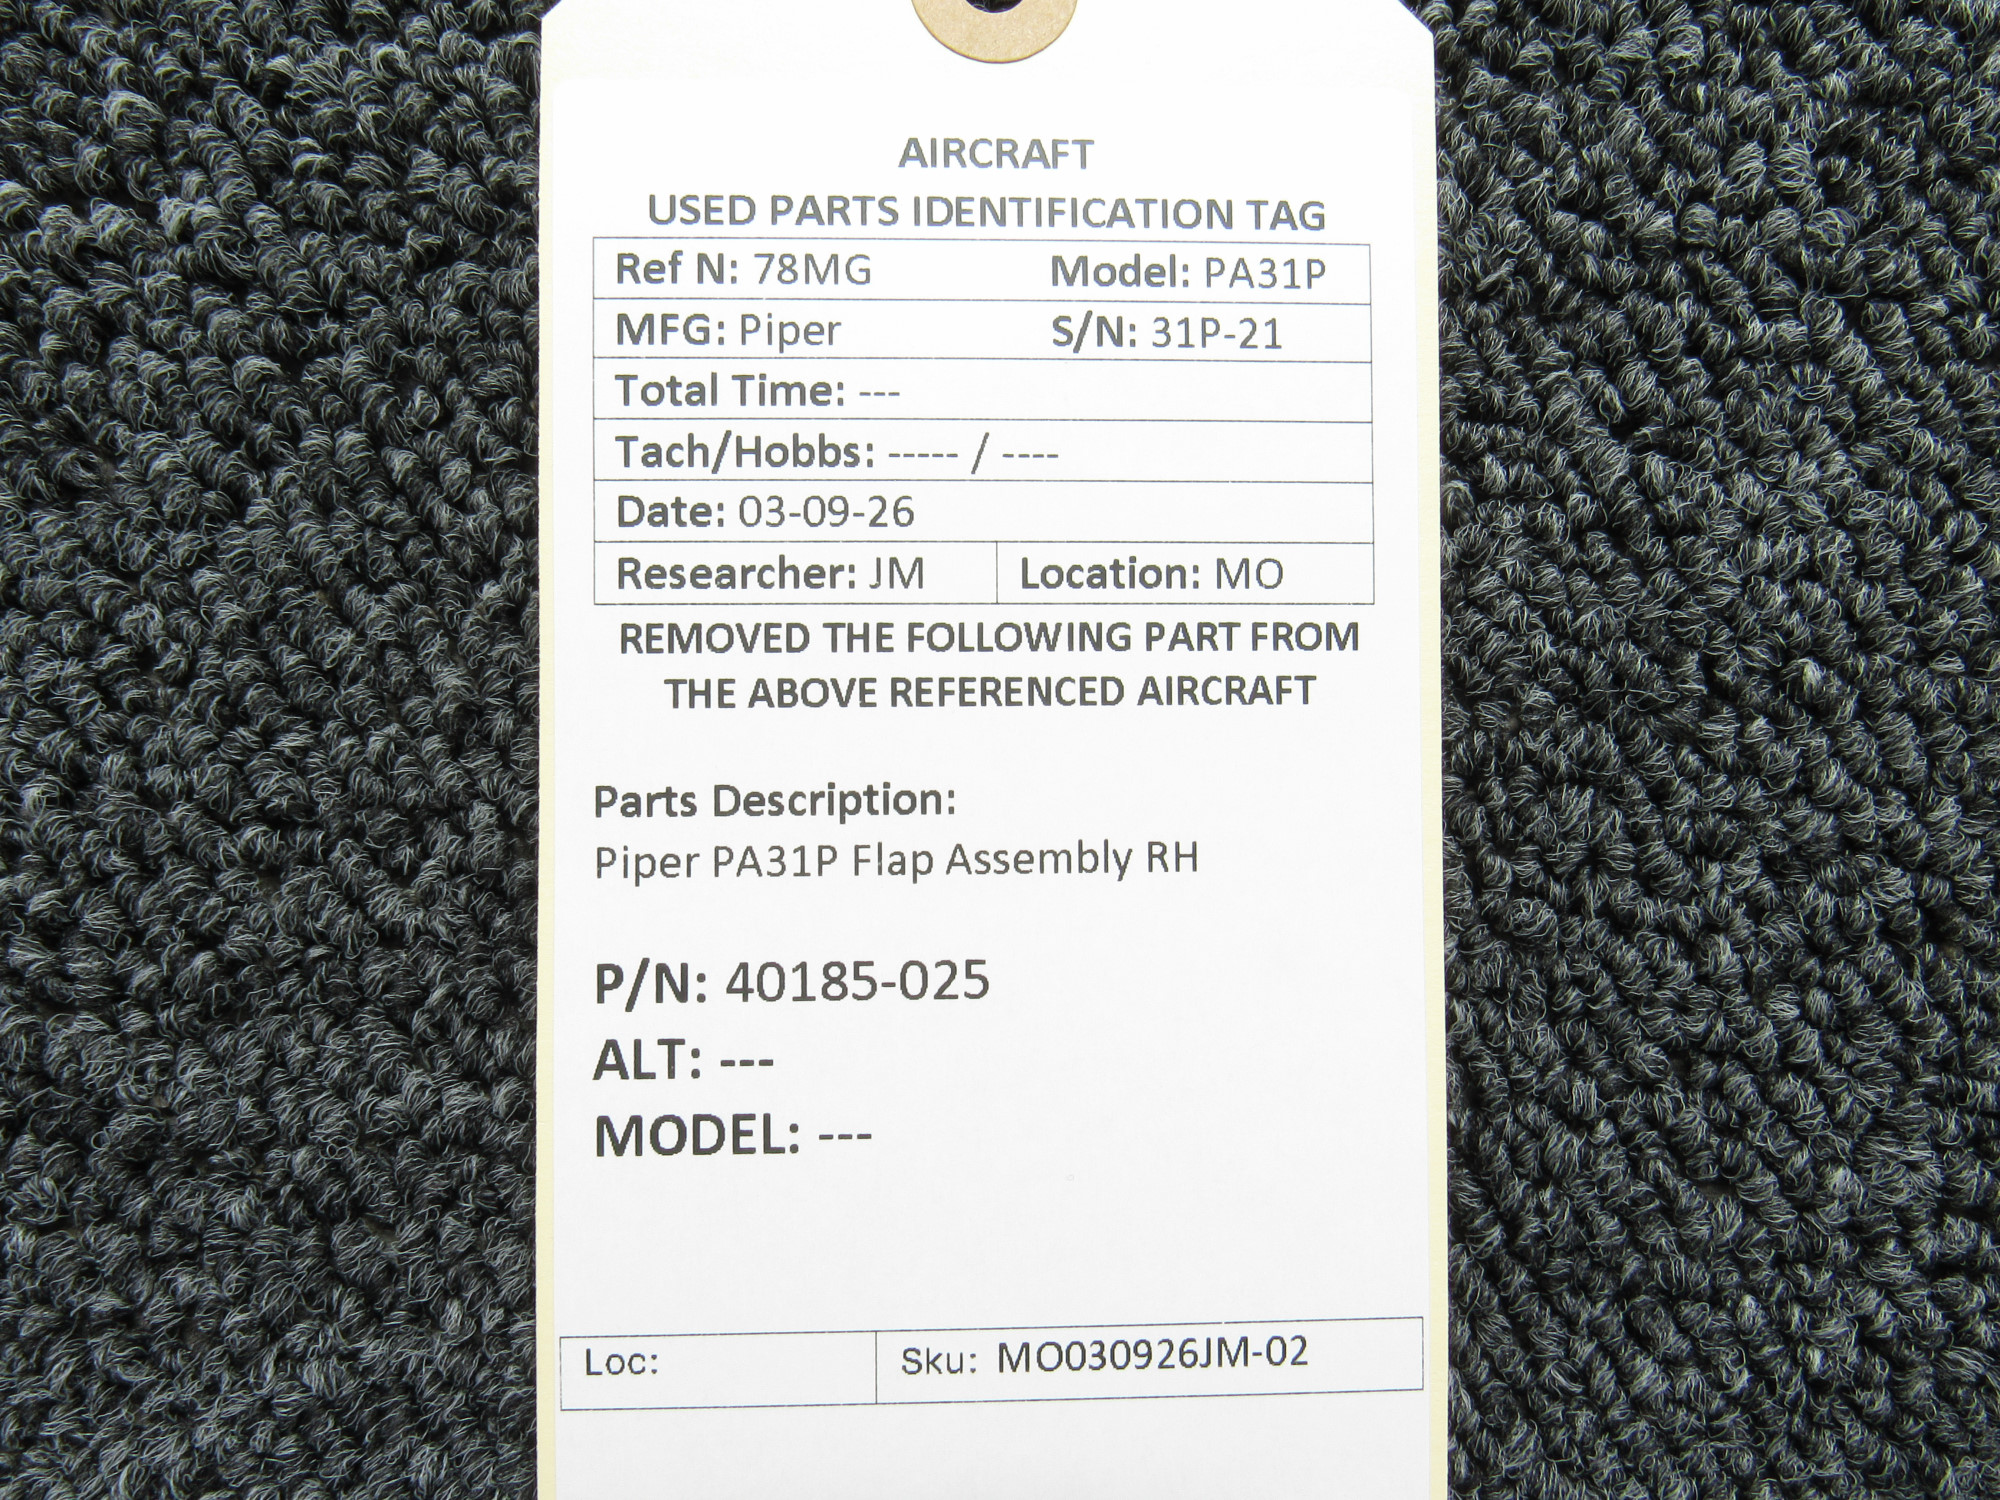 AIRCRAFT
USED PARTS IDENTIFICATION TAG
Ref N: 78MG Model: PA31P
MFG: Piper S/N: 31P-21
Total Time: ---
Tach/Hobbs: ----- / ----
Date: 03-09-26
Researcher: JM Location: MO
REMOVED THE FOLLOWING PART FROM
THE ABOVE REFERENCED AIRCRAFT
Parts Description:
Piper PA31P Flap Assembly RH
P/N: 40185-025
ALT: ---
MODEL: ---
Loc: Sku: MO030926JM-02